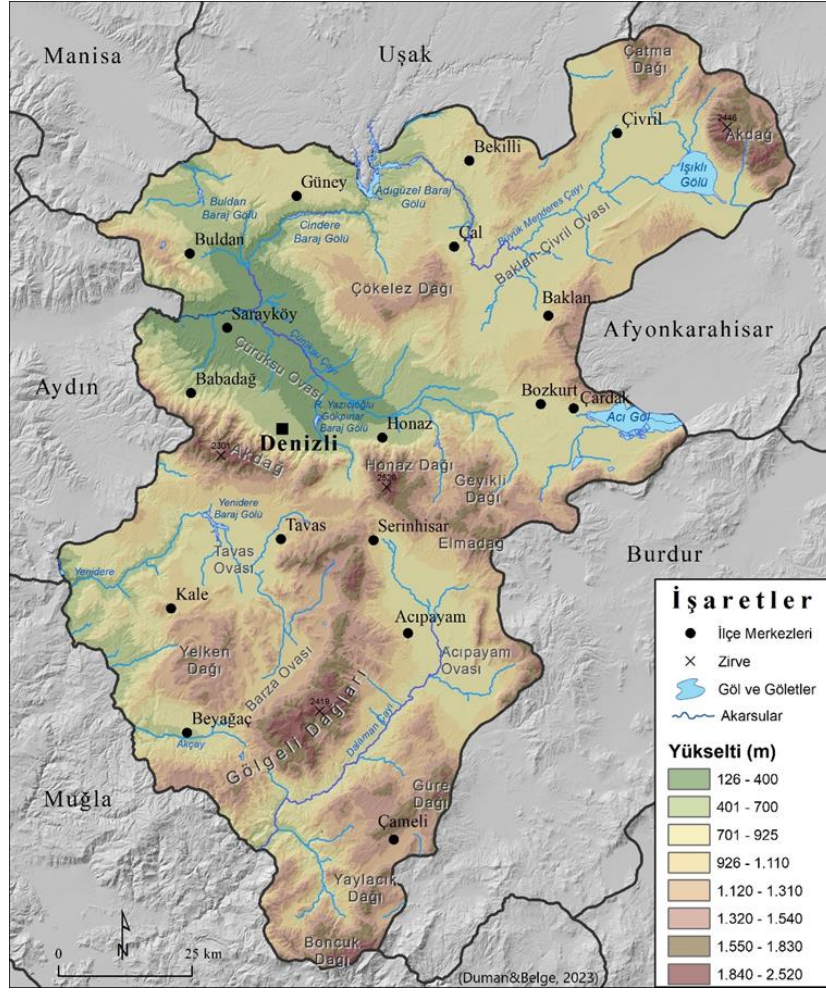 Manisa
Uşak
Çatma
Dağı
2446
Akdağ
Çivril
Bekilli
Işıklı
Gölü
Güney
Adıgüzel Baraj
Gölü
Buldan
Baraj Gölü
Cindere
Baraj Gölü
Büyük Menderes Çayı
Buldan
Çal
Baklan-Çivril Ovası
Çökelez Dağı
Baklan
Sarayköy
Afyonkarahisar
Çürüksu Çayı
Çürüksu Ovası
Aydın
Babadağ
Bozkurt
Çardak
R. Yazıcıoğlu
Gökpınar
Baraj Gölü
Acı Göl
Denizli
Honaz
2301
Akdağ
Honaz Dağı
Geyikli
Dağı
Yenidere
Baraj Gölü
Tavas
Serinhisar
Elmadağ
Tavas
Ovası
Burdur
Yenidere
Kale
Acıpayam
Yelken
Dağı
Acıpayam
Ovası
Barza Ovası
2419
Gölgeli Dağları
Beyağaç
Akçay
Dalaman Çayı
Muğla
Güre
Dağı
Çameli
Yaylacık
Dağı
Boncuk
Dağı
0
25 km
(Duman&Belge, 2023)
İşaretler
İlçe Merkezleri
Zirve
Göl ve Göletler
Akarsular
Yükselti (m)
126 - 400
401 - 700
701 - 925
926 - 1.110
1.120 - 1.310
1.320 - 1.540
1.550 - 1.830
1.840 - 2.520